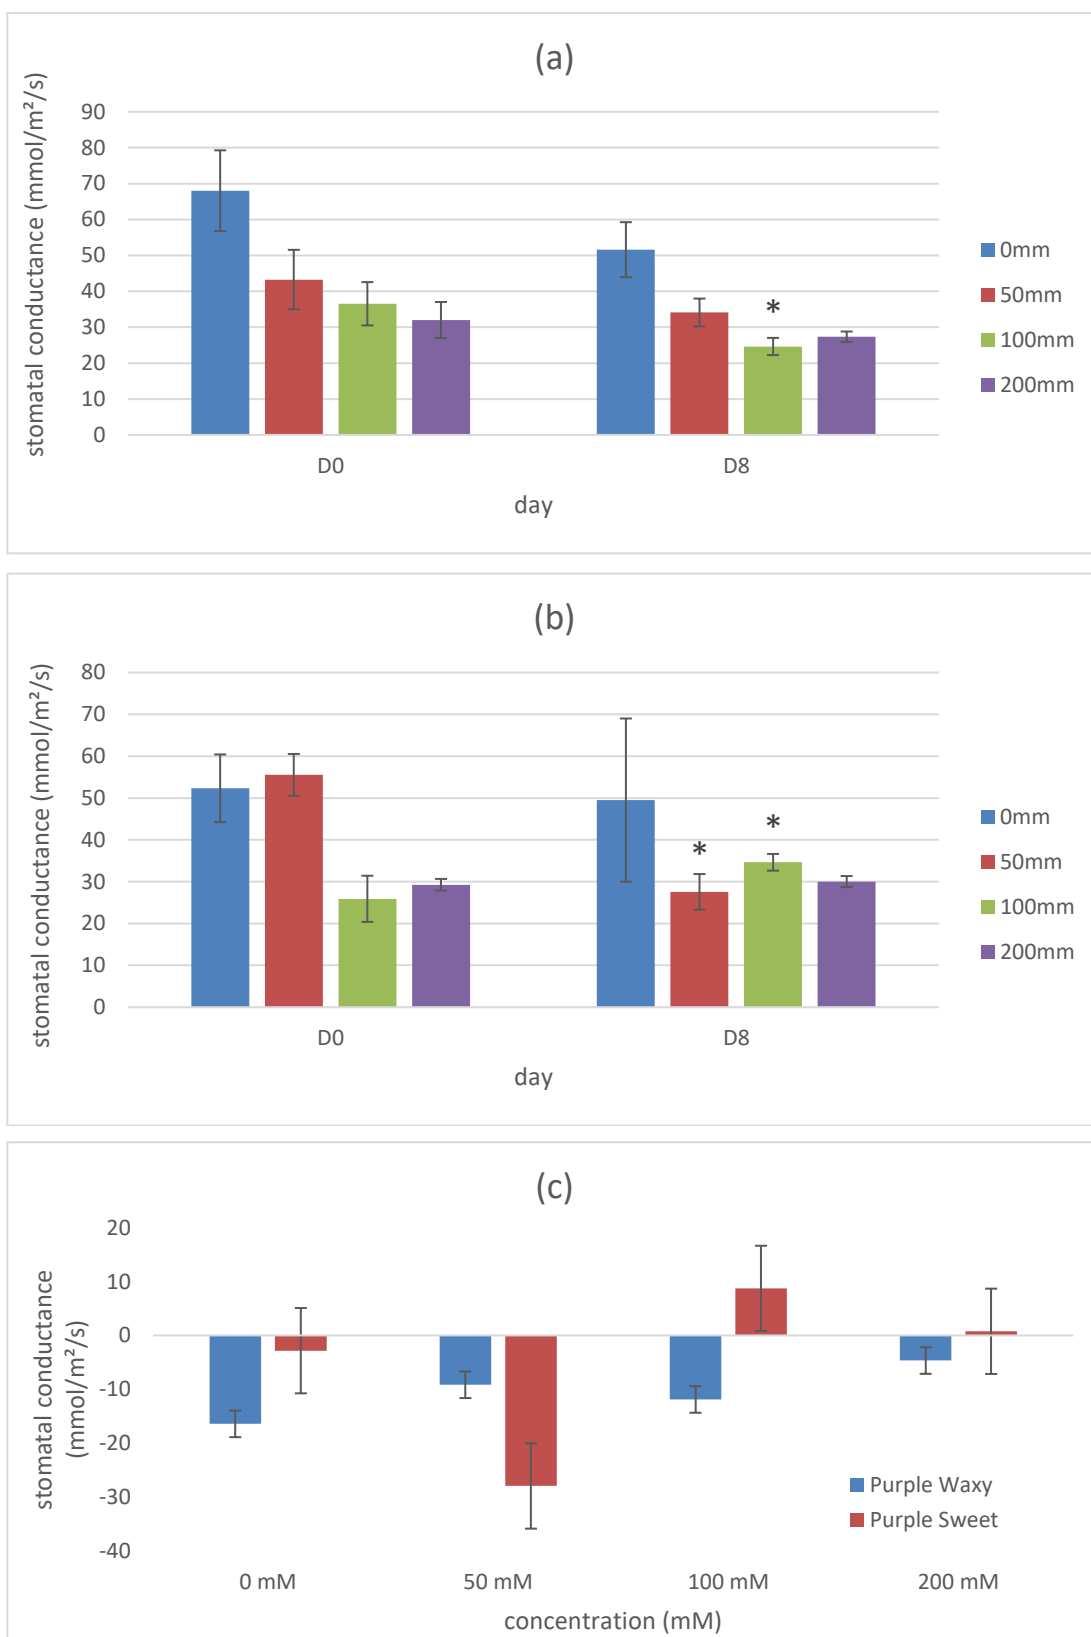 (a)
stomatal conductance (mmol/m²/s)
90
80
70
60
50
40
30
20
10
0
*
D0
D8
day
0mm
50mm
100mm
200mm
(b)
stomatal conductance (mmol/m²/s)
80
70
60
50
40
30
20
10
0
*
*
D0
D8
day
0mm
50mm
100mm
200mm
(c)
stomatal conductance
(mmol/m²/s)
20
10
0
-10
-20
-30
-40
Purple Waxy
Purple Sweet
0 mM
50 mM
100 mM
200 mM
concentration (mM)